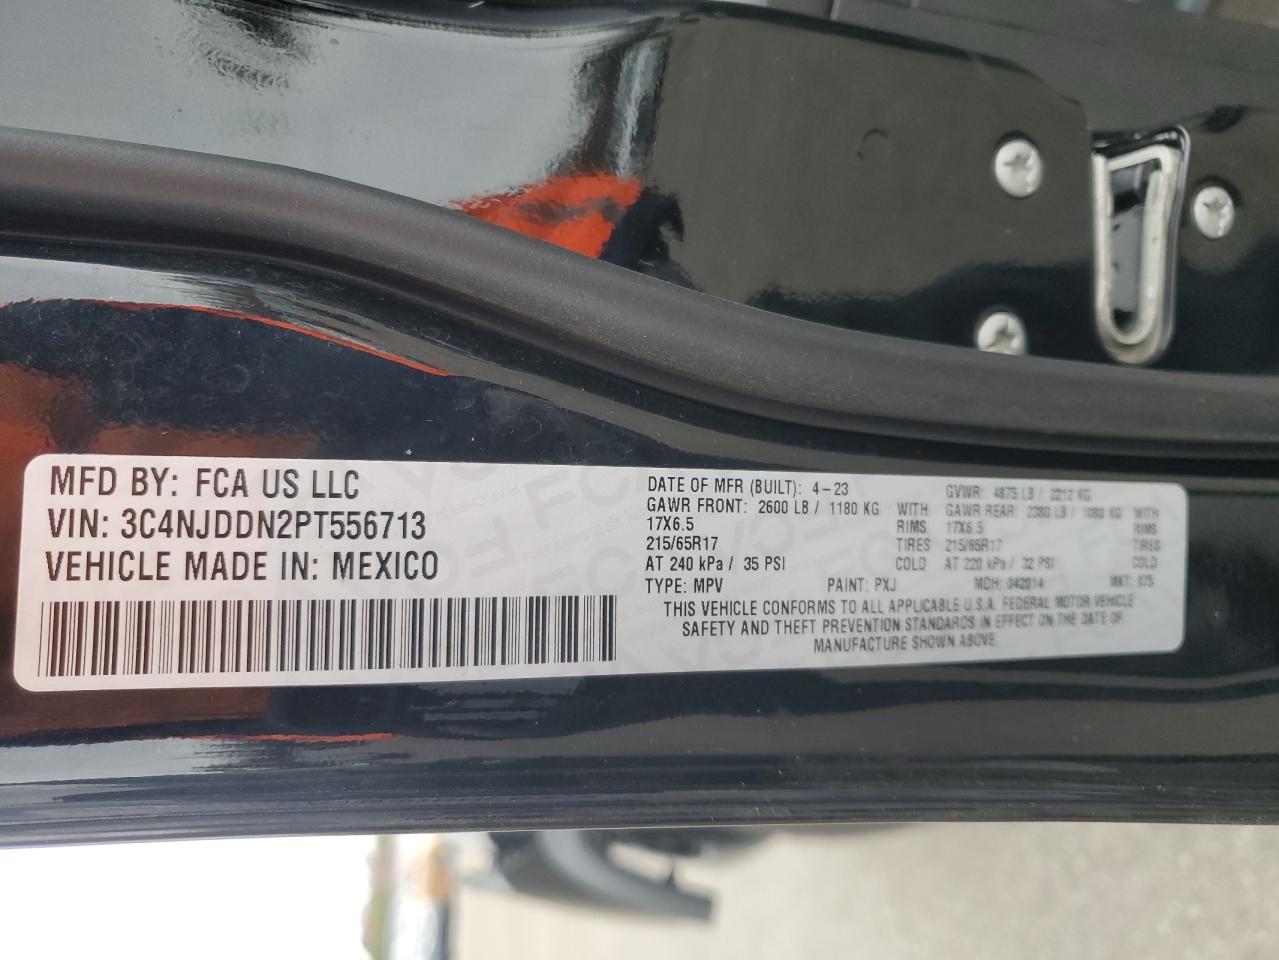 MFD BY: FCA US LLC
VIN: 3C4NJDDN2PT556713
VEHICLE MADE IN: MEXICO
DATE OF MFR (BUILT): 4-23 GVWR: 4875 LB / 2212 KG
GAWR FRONT: 2600 LB / 1180 KG WITH GAWR REAR: 2380 LB / 1080 KG WITH
17X6.5 RIMS 17X6.5 RIMS
215/65R17 TIRES 215/65R17 TIRES
AT 240 kPa / 35 PSI COLD AT 220 kPa / 32 PSI COLD
TYPE: MPV PAINT: PXJ MDH: 042014 MKT: 875
THIS VEHICLE CONFORMS TO ALL APPLICABLE U.S.A. FEDERAL MOTOR VEHICLE
SAFETY AND THEFT PREVENTION STANDARDS IN EFFECT ON THE DATE OF
MANUFACTURE SHOWN ABOVE.